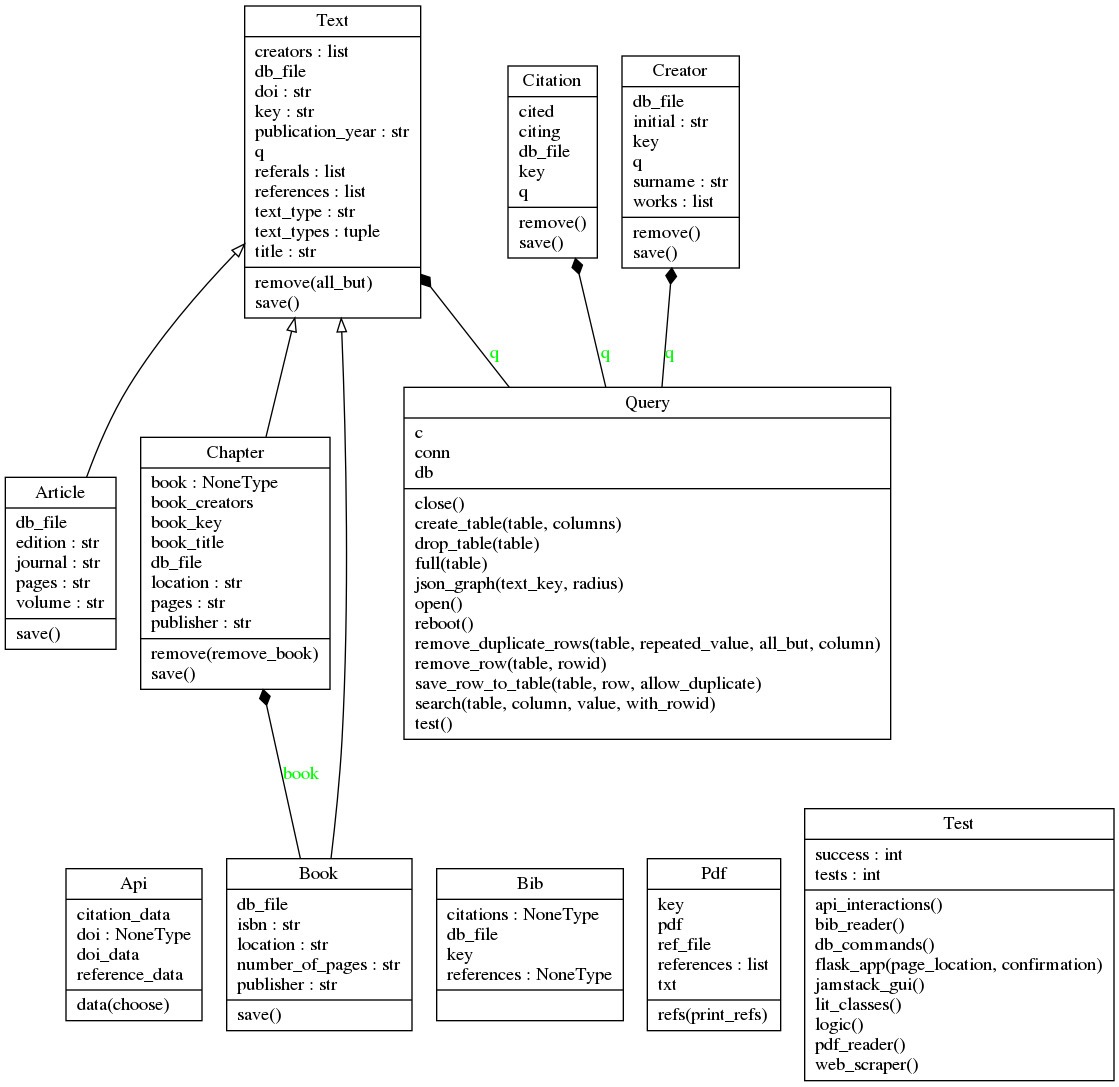 Text
creators : list
db_file
doi : str
key : str
publication_year : str
q
referals : list
references : list
text_type : str
text_types : tuple
title : str
remove(all_but)
save()
Citation
cited
citing
db_file
key
q
remove()
save()
Creator
db_file
initial : str
key
q
surname : str
works : list
remove()
save()
q
q
q
Article
db_file
edition : str
journal : str
pages : str
volume : str
save()
Chapter
book : NoneType
book_creators
book_key
book_title
db_file
location : str
pages : str
publisher : str
remove(remove_book)
save()
Query
c
conn
db
close()
create_table(table, columns)
drop_table(table)
full(table)
json_graph(text_key, radius)
open()
reboot()
remove_duplicate_rows(table, repeated_value, all_but, column)
remove_row(table, rowid)
save_row_to_table(table, row, allow_duplicate)
search(table, column, value, with_rowid)
test()
book
Api
citation_data
doi : NoneType
doi_data
reference_data
data(choose)
Book
db_file
isbn : str
location : str
number_of_pages : str
publisher : str
save()
Bib
citations : NoneType
db_file
key
references : NoneType
Pdf
key
pdf
ref_file
references : list
txt
refs(print_refs)
Test
success : int
tests : int
api_interactions()
bib_reader()
db_commands()
flask_app(page_location, confirmation)
jamstack_gui()
lit_classes()
logic()
pdf_reader()
web_scraper()